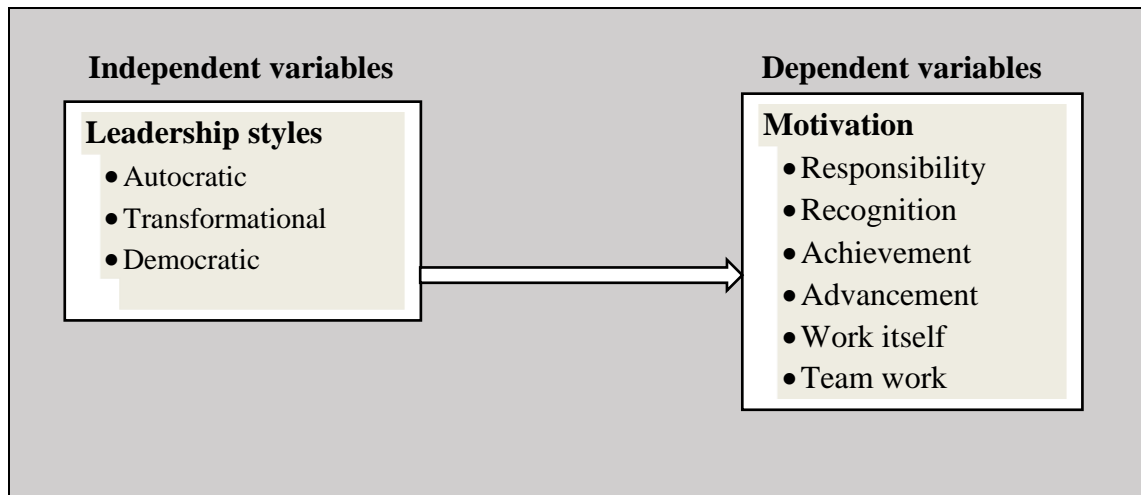 Independent variables
Leadership styles
• Autocratic
• Transformational
• Democratic
Dependent variables
Motivation
• Responsibility
• Recognition
• Achievement
• Advancement
• Work itself
• Team work